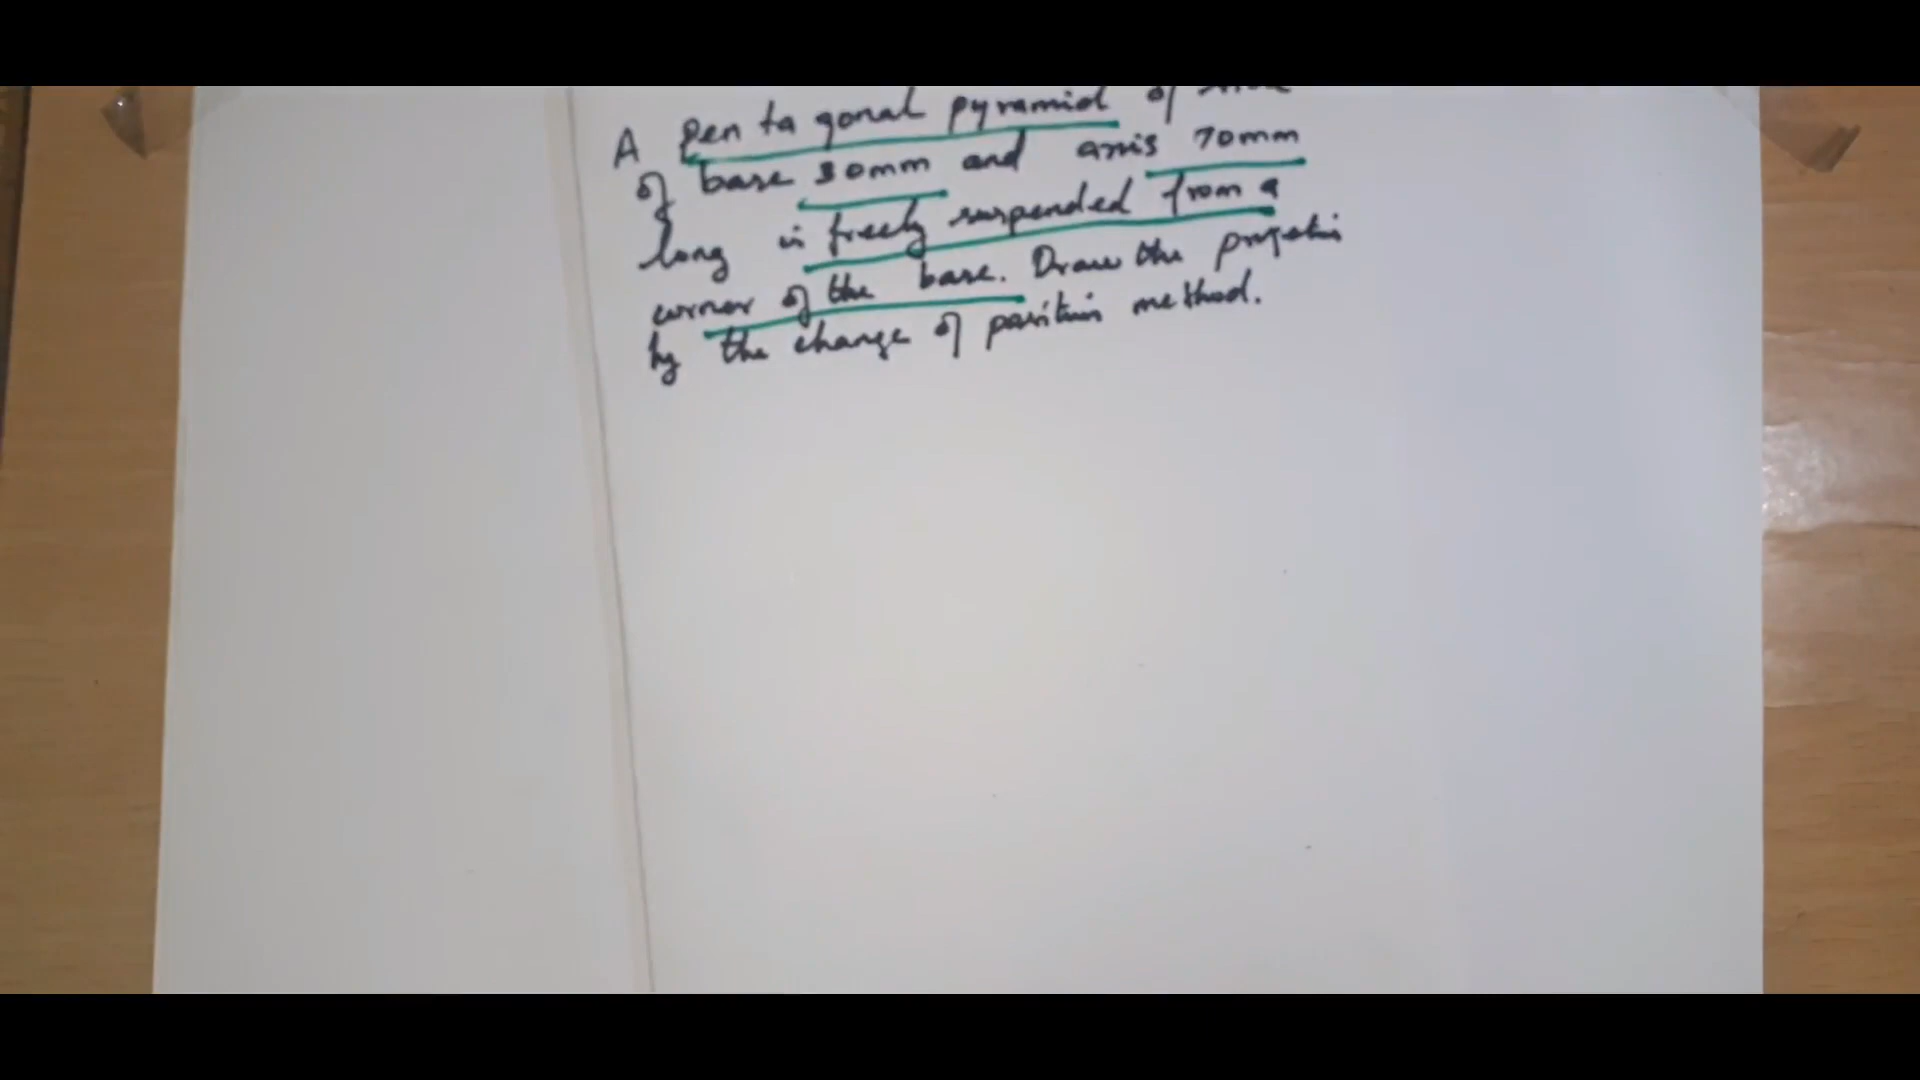 A pentagonal pyramid of
of base 30mm and axis 70mm
long is freely suspended from a
corner of the base. Draw the
by the change of position method.